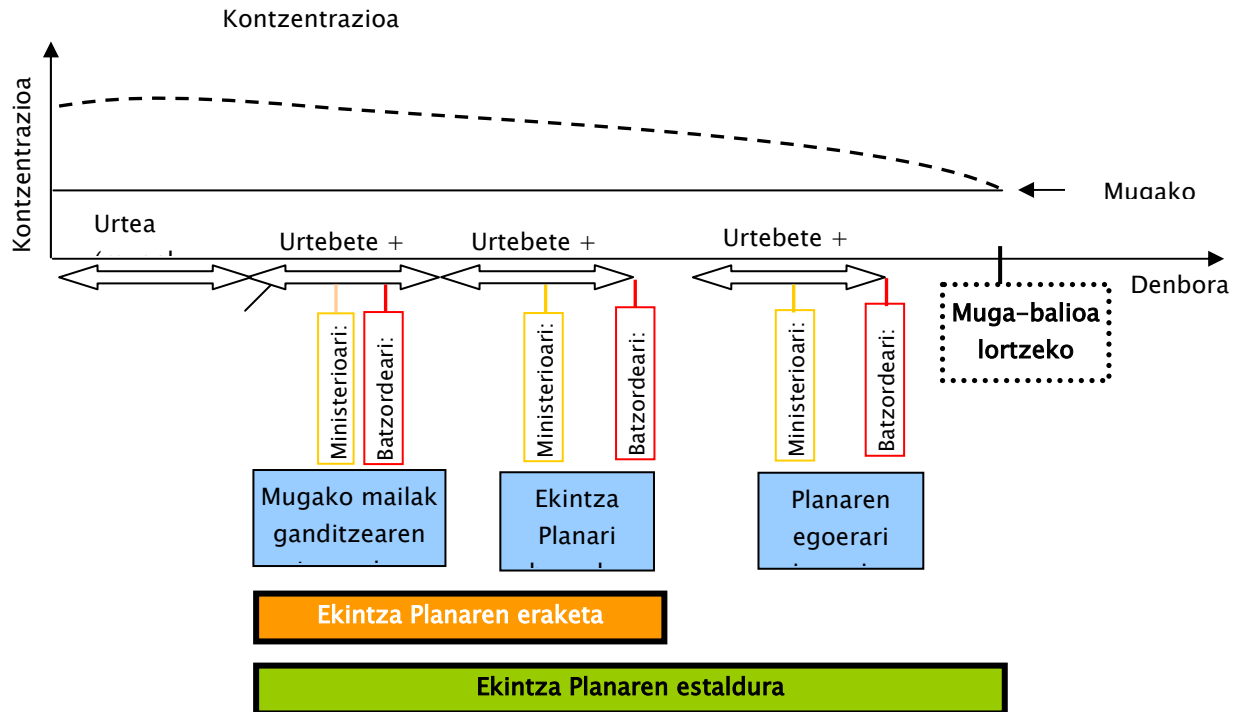 Kontzentrazioa
Kontzentrazioa
Mugako
Urtea
Urtebete +
Urtebete +
Urtebete +
Denbora
Muga-balioa
lortzeko
Ministerioari:
Batzordeari:
Ministerioari:
Batzordeari:
Ministerioari:
Batzordeari:
Mugako mailak
ganditzearen
Ekintza
Planari
Planaren
egoerari
Ekintza Planaren eraketa
Ekintza Planaren estaldura